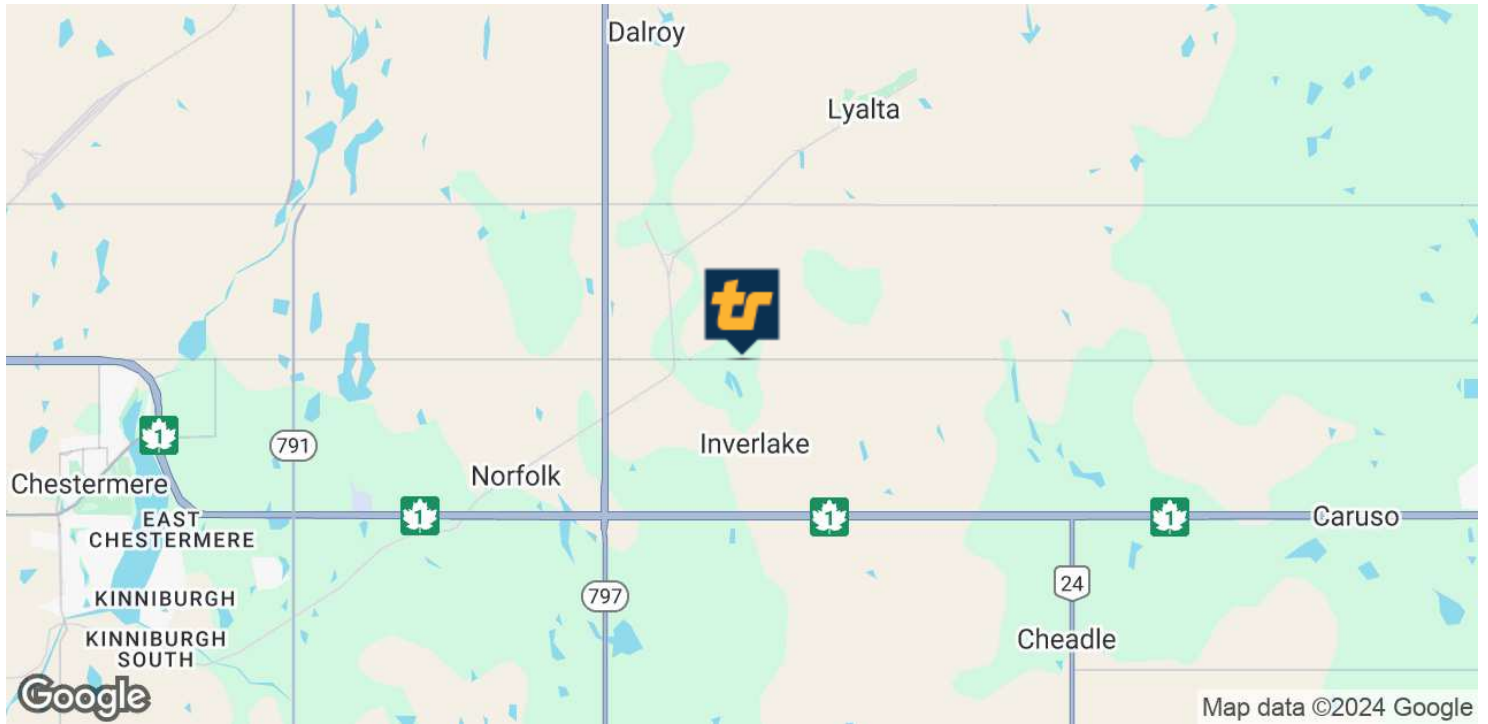 Dalroy
Lyalta
tr
Inverlake
1
791
Chestermere
Norfolk
1
1
1
Caruso
EAST
CHESTERMERE
24
KINNIBURGH
797
KINNIBURGH
SOUTH
Cheadle
Google
Map data ©2024 Google